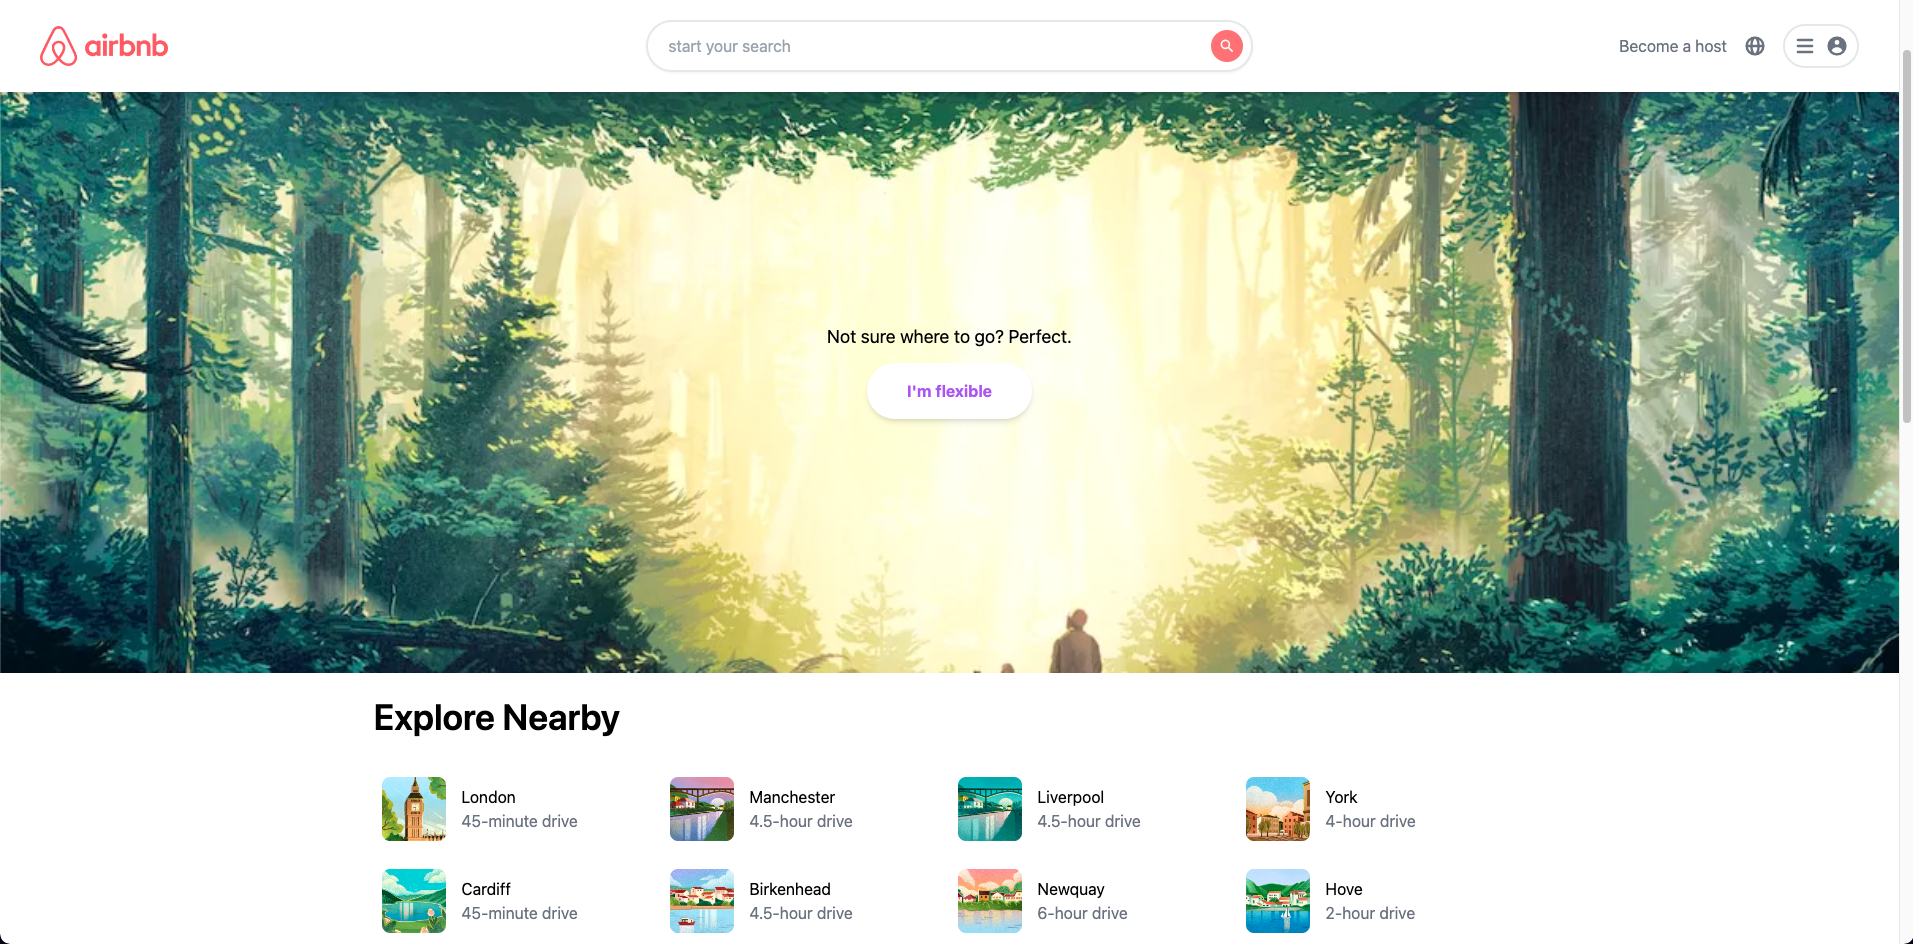 airbnb
start your search
Become a host
Not sure where to go? Perfect.
I'm flexible
Explore Nearby
London
45-minute drive
Manchester
4.5-hour drive
Liverpool
4.5-hour drive
York
4-hour drive
Cardiff
45-minute drive
Birkenhead
4.5-hour drive
Newquay
6-hour drive
Hove
2-hour drive